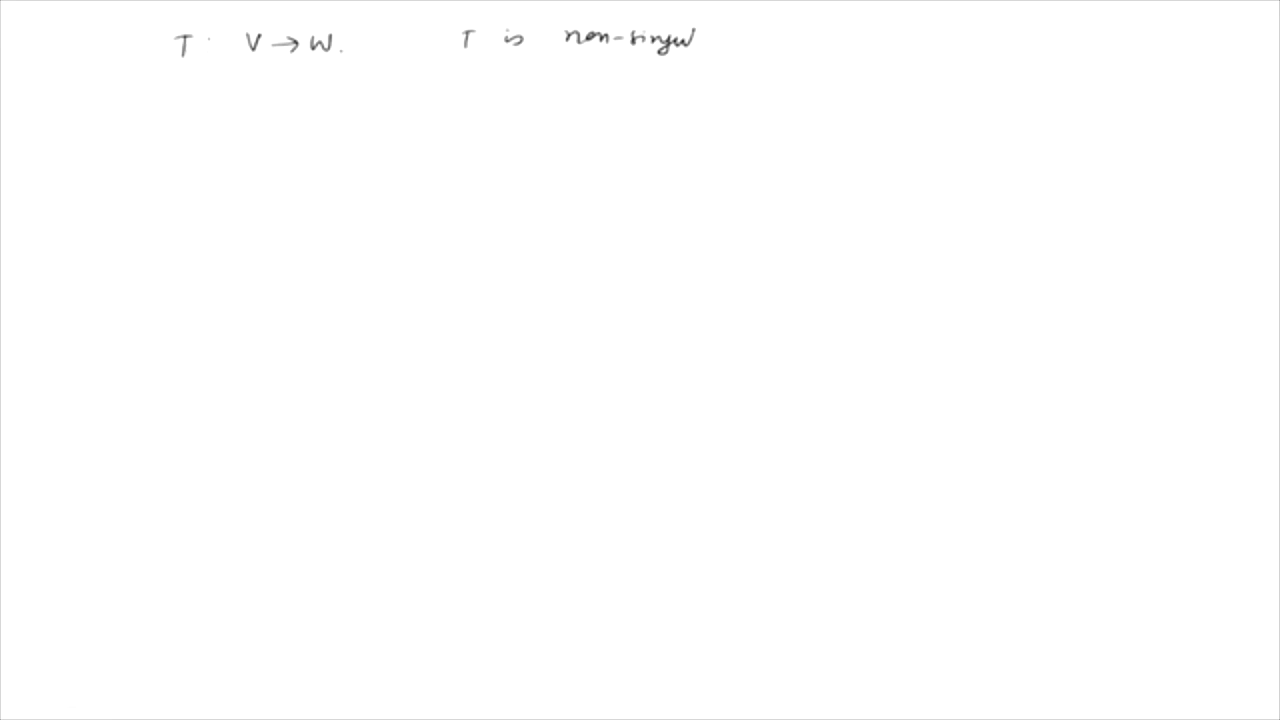 T : V → W. T is non-singul